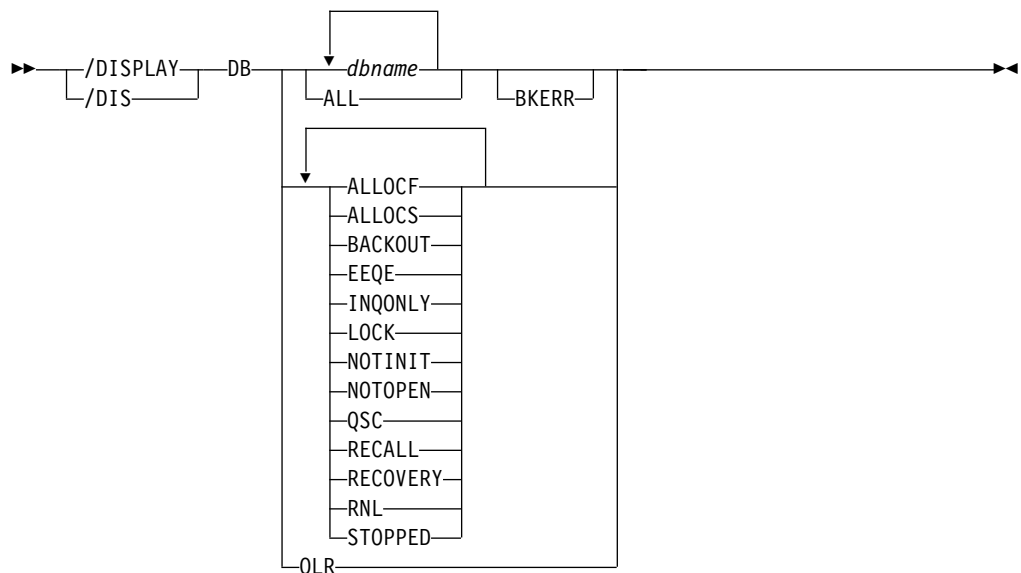 /DISPLAY DB dbname
/DIS ALL BKERR
ALLOCF
ALLOCS
BACKOUT
EEQE
INQONLY
LOCK
NOTINIT
NOTOPEN
QSC
RECALL
RECOVERY
RNL
STOPPED
OLR